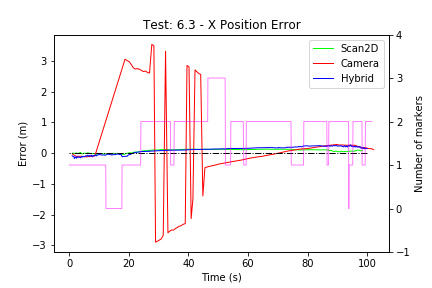 Test: 6.3 - X Position Error
Scan2D
Camera
Hybrid
Error (m)
3
2
1
0
−1
−2
−3
Number of markers
4
3
2
1
0
−1
0
20
40
60
80
100
Time (s)